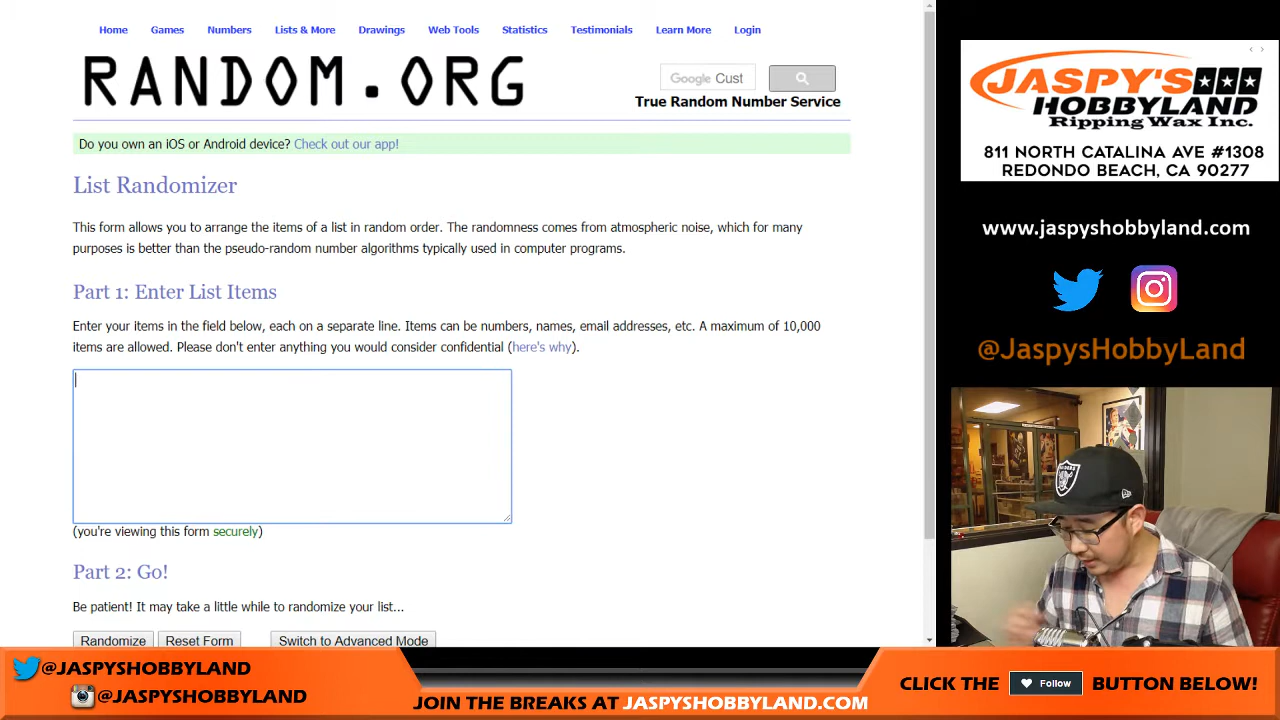 Home Games Numbers Lists & More Drawings Web Tools Statistics Testimonials Learn More Login
RANDOM.ORG
Google Cust
True Random Number Service
Do you own an iOS or Android device? Check out our app!
List Randomizer
This form allows you to arrange the items of a list in random order. The randomness comes from atmospheric noise, which for many
purposes is better than the pseudo-random number algorithms typically used in computer programs.
Part 1: Enter List Items
Enter your items in the field below, each on a separate line. Items can be numbers, names, email addresses, etc. A maximum of 10,000
items are allowed. Please don't enter anything you would consider confidential (here's why).
(you're viewing this form securely)
Part 2: Go!
Be patient! It may take a little while to randomize your list...
Randomize Reset Form Switch to Advanced Mode
JASPY'S
HOBBYLAND
Ripping Wax Inc.
811 NORTH CATALINA AVE #1308
REDONDO BEACH, CA 90277
www.jaspyshobbyland.com
@JaspysHobbyLand
@JASPYSHOBBYLAND
@JASPYSHOBBYLAND
JOIN THE BREAKS AT JASPYSHOBBYLAND.COM
CLICK THE Follow BUTTON BELOW!